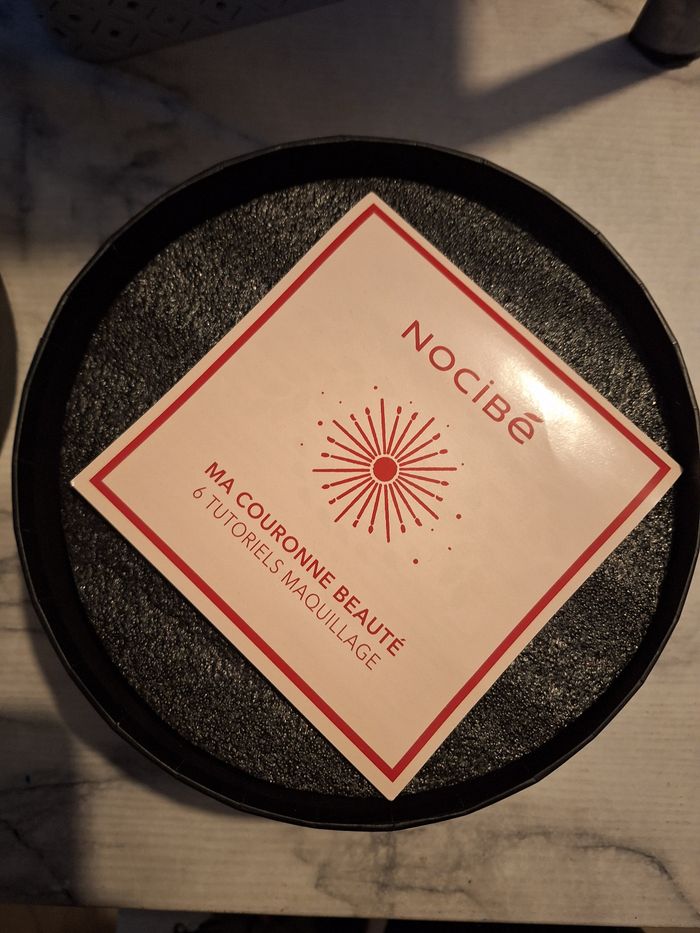 NOCIBÉ
MA COURONNE BEAUTÉ
6 TUTORIELS MAQUILLAGE